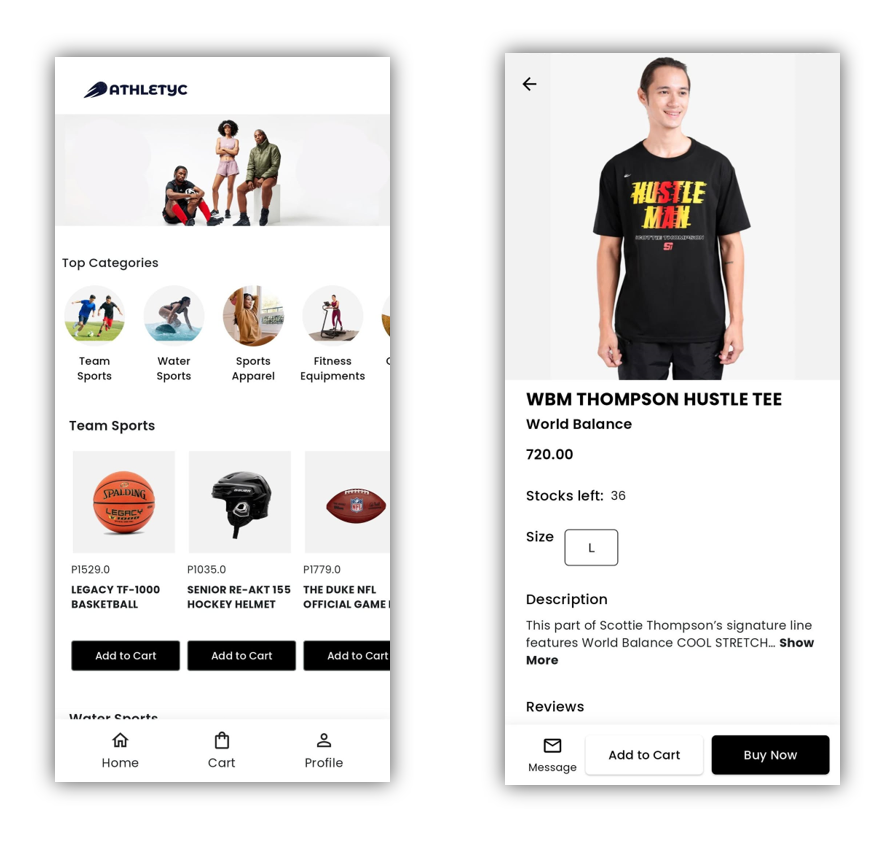 ATHLETYC
Top Categories
Team
Sports
Water
Sports
Sports
Apparel
Fitness
Equipments
Team Sports
SPALDING
LEGACY
NFL
P1529.0
LEGACY TF-1000
BASKETBALL
P1035.0
SENIOR RE-AKT 155
HOCKEY HELMET
P1779.0
THE DUKE NFL
OFFICIAL GAME
Add to Cart
Add to Cart
Add to Cart
Water Sports
Home
Cart
Profile
HUSTLE
MAN
SCOTTIE THOMPSON
WBM THOMPSON HUSTLE TEE
World Balance
720.00
Stocks left: 36
Size
L
Description
This part of Scottie Thompson’s signature line
features World Balance COOL STRETCH... Show
More
Reviews
Message
Add to Cart
Buy Now